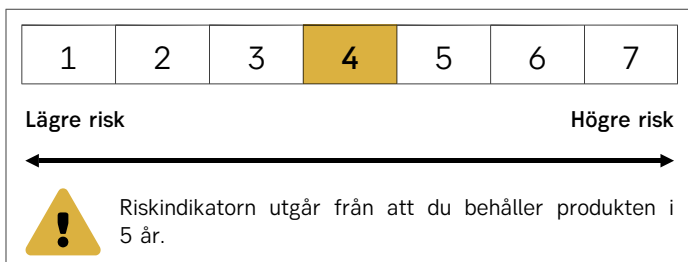 1 2 3 4 5 6 7
Lägre risk Högre risk
Riskindikatorn utgår från att du behåller produkten i
5 år.